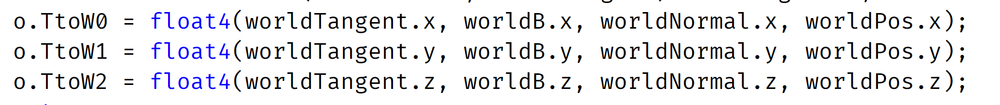 o.TtoW0 = float4(worldTangent.x, worldB.x, worldNormal.x, worldPos.x);
o.TtoW1 = float4(worldTangent.y, worldB.y, worldNormal.y, worldPos.y);
o.TtoW2 = float4(worldTangent.z, worldB.z, worldNormal.z, worldPos.z);